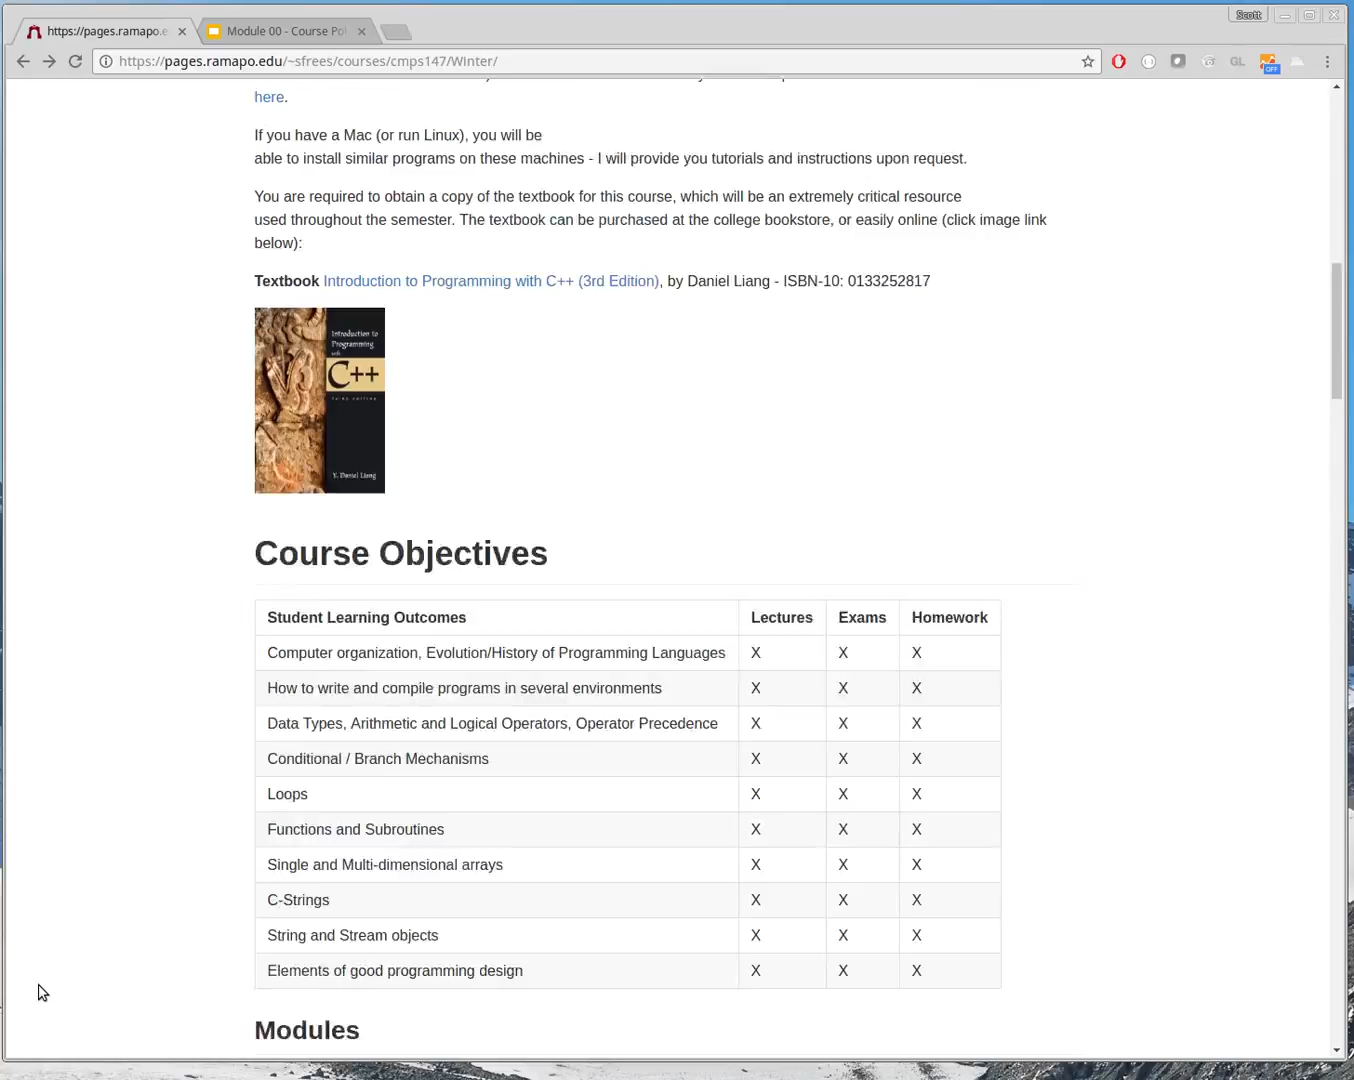 Scott
https://pages.ramapo.e
Module 00 - Course Pol
https://pages.ramapo.edu/~sfrees/courses/cmps147/Winter/
GL
OFF
here.
If you have a Mac (or run Linux), you will be
able to install similar programs on these machines - I will provide you tutorials and instructions upon request.
You are required to obtain a copy of the textbook for this course, which will be an extremely critical resource
used throughout the semester. The textbook can be purchased at the college bookstore, or easily online (click image link
below):
Textbook Introduction to Programming with C++ (3rd Edition), by Daniel Liang - ISBN-10: 0133252817
Introduction to
Programming
with
C++
Y. Daniel Liang
Course Objectives
Student Learning Outcomes Lectures Exams Homework
Computer organization, Evolution/History of Programming Languages X X X
How to write and compile programs in several environments X X X
Data Types, Arithmetic and Logical Operators, Operator Precedence X X X
Conditional / Branch Mechanisms X X X
Loops X X X
Functions and Subroutines X X X
Single and Multi-dimensional arrays X X X
C-Strings X X X
String and Stream objects X X X
Elements of good programming design X X X
Modules